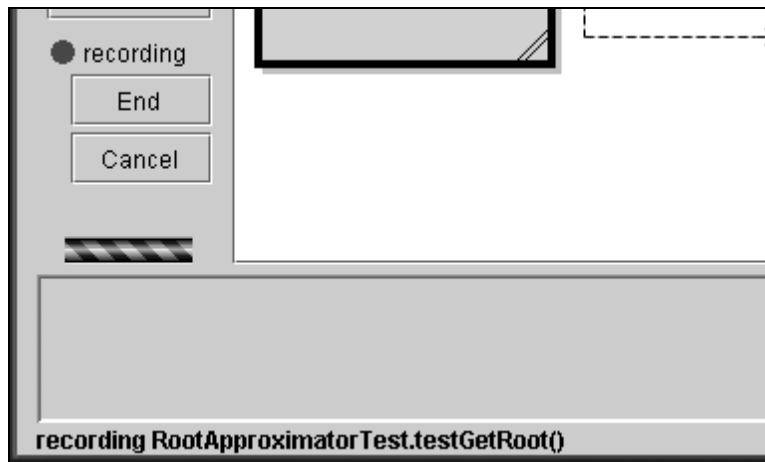 recording
End
Cancel
recording RootApproximatorTest.testGetRoot()